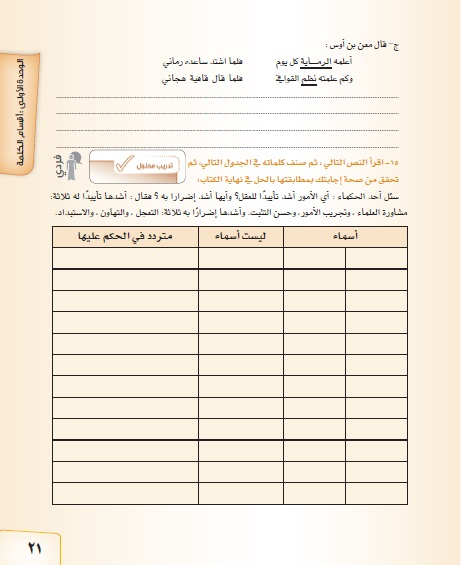 الوحدة الأولى : أقسام الكلمة
ج- قال معن بن أوس :
أعلمه الرمـــاية كل يوم فلما اشتد ساعده رماني
وكم علمته نظم القوافي فلما قال قافية هجاني
فردي
تدريب محلول
١٥- اقرأ النص التالي ، ثم صنف كلماته في الجدول التالي، ثم
تحقق من صحة إجابتك بمطابقتها بالحل في نهاية الكتاب:
سئل أحد الحكماء : أي الأمور أشد تأييدًا للعقل؟ وأيها أشد إضرارا به ؟ فقال : أشدها تأييدًا له ثلاثة:
مشاورة العلماء ، وتجريب الأمور، وحسن التثبت. وأشدها إضرارًا به ثلاثة: التعجل ، والتهاون ، والاستبداد.
أسماء ليست أسماء متردد في الحكم عليها
٢١